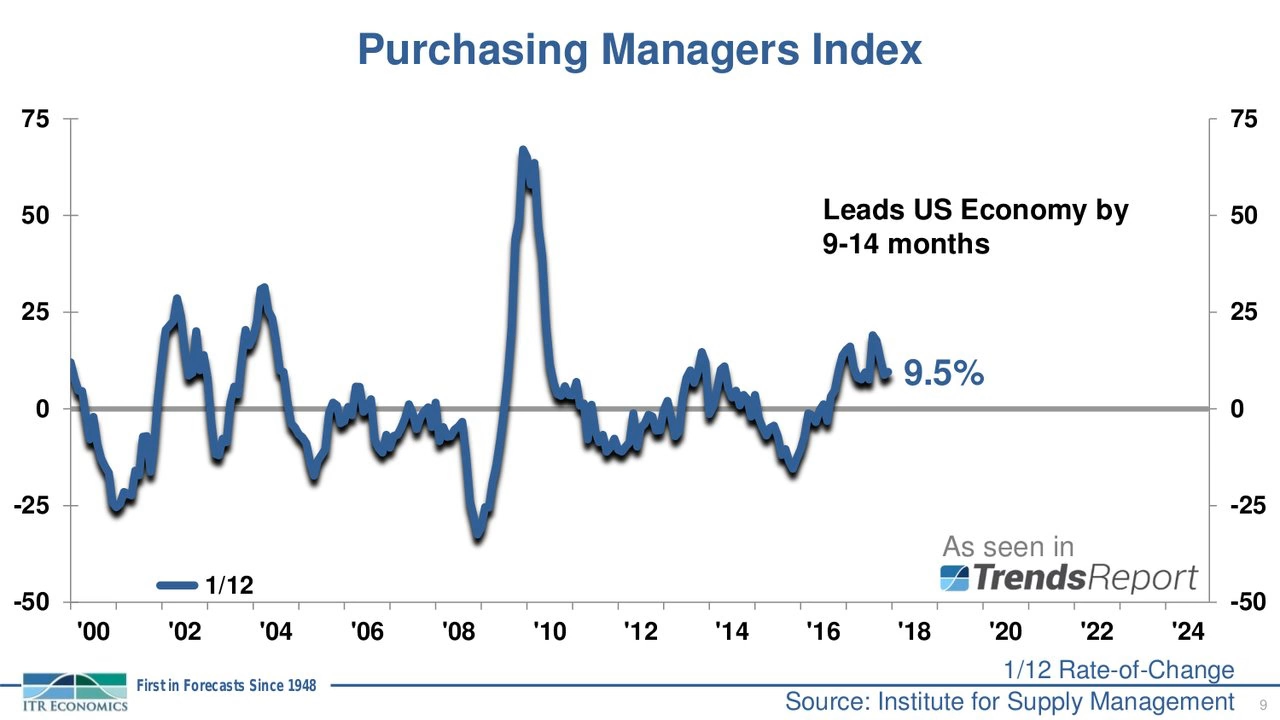 Purchasing Managers Index
75
75
50
50
25
25
0
0
-25
-25
-50
-50
Leads US Economy by
9-14 months
9.5%
As seen in
TrendsReport
1/12
'00 '02 '04 '06 '08 '10 '12 '14 '16 '18 '20 '22 '24
1/12 Rate-of-Change
First in Forecasts Since 1948
ITR ECONOMICS
Source: Institute for Supply Management
9